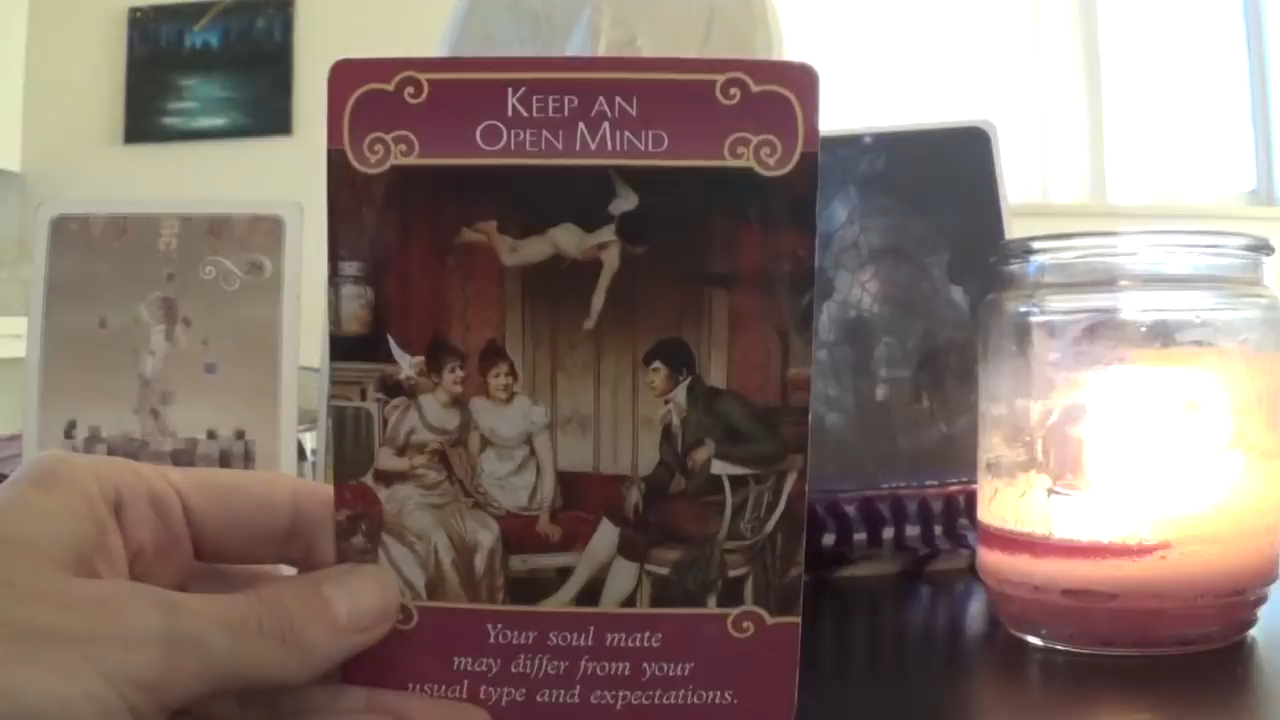 KEEP AN
OPEN MIND
Your soul mate
may differ from your
usual type and expectations.